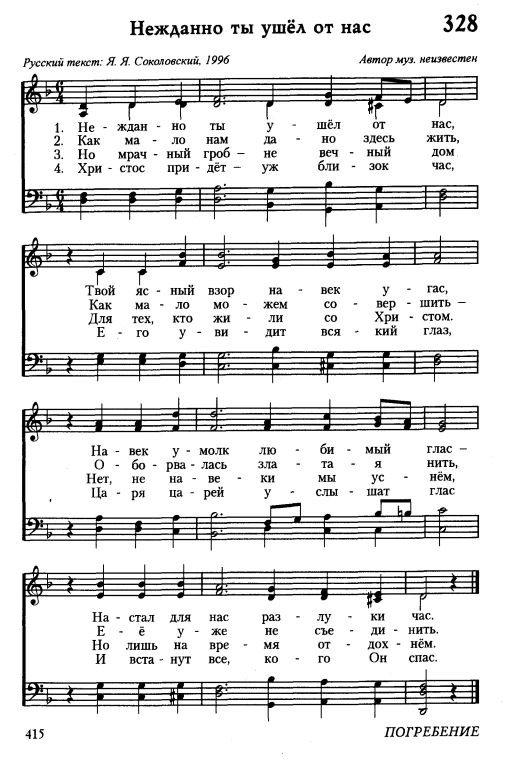 Нежданно ты ушёл от нас 328
Русский текст: Я. Я. Соколовский, 1996 Автор муз. неизвестен
1. Не - ждан - но ты у - шёл от нас,
2. Как ма - ло нам да - но здесь жить,
3. Но мрач - ный гроб – не веч - ный дом
4. Хри - стос при - дёт - уж бли - зок час,
Твой яс - ный взор на - век у - гас,
Как ма - ло мо - жем со - вер - шить –
Для тех, кто жи - ли со Хри - стом.
Е - го у - ви - дит вся - кий глаз,
На - век у - молк лю - би - мый глас –
О - бо - рва - лась зла - та - я нить,
Нет, не на - ве - ки мы ус - нём,
Ца - ря ца - рей у - слы - шат глас
На - стал для нас раз - лу - ки час.
Е - ё у - же не съе - ди - нить.
Но лишь на вре - мя от - дох - нём.
И вста - нут все, ко - го Он спас.
415 ПОГРЕБЕНИЕ